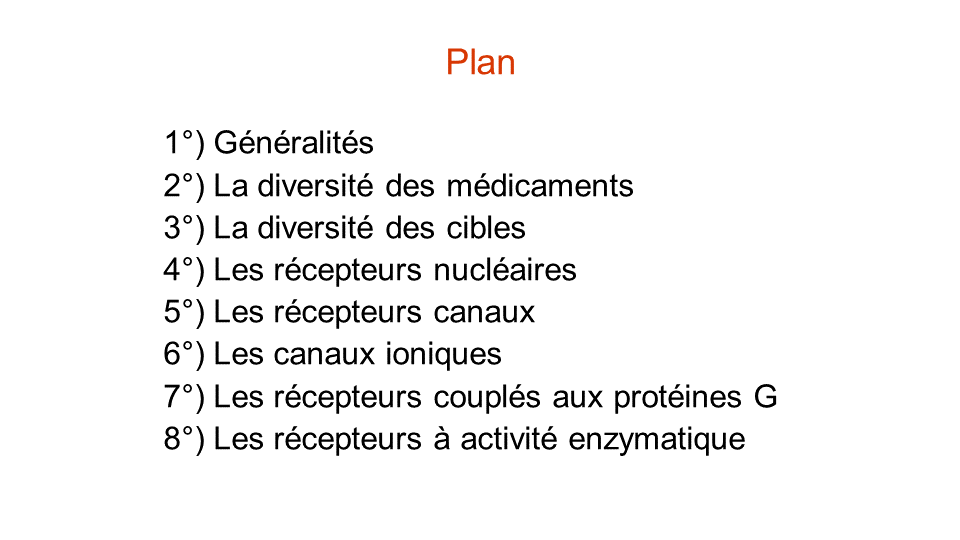 Plan
1°) Généralités
2°) La diversité des médicaments
3°) La diversité des cibles
4°) Les récepteurs nucléaires
5°) Les récepteurs canaux
6°) Les canaux ioniques
7°) Les récepteurs couplés aux protéines G
8°) Les récepteurs à activité enzymatique